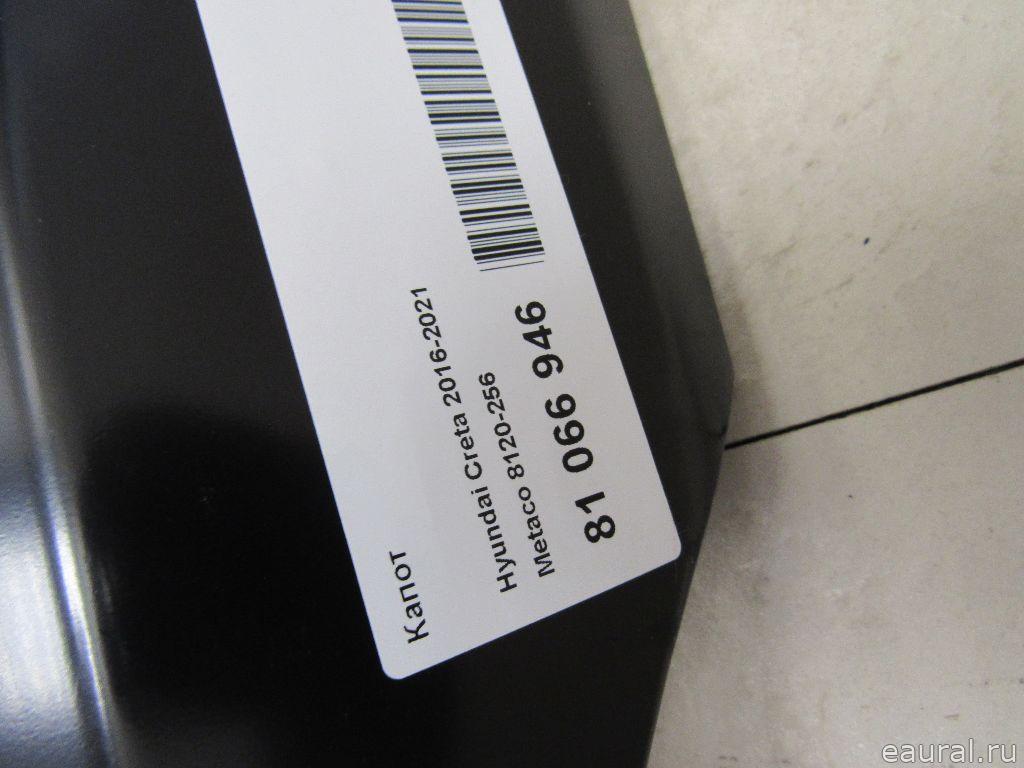 Капот
Hyundai Creta 2016-2021
Metaco 8120-256
81 066 946
eaural.ru